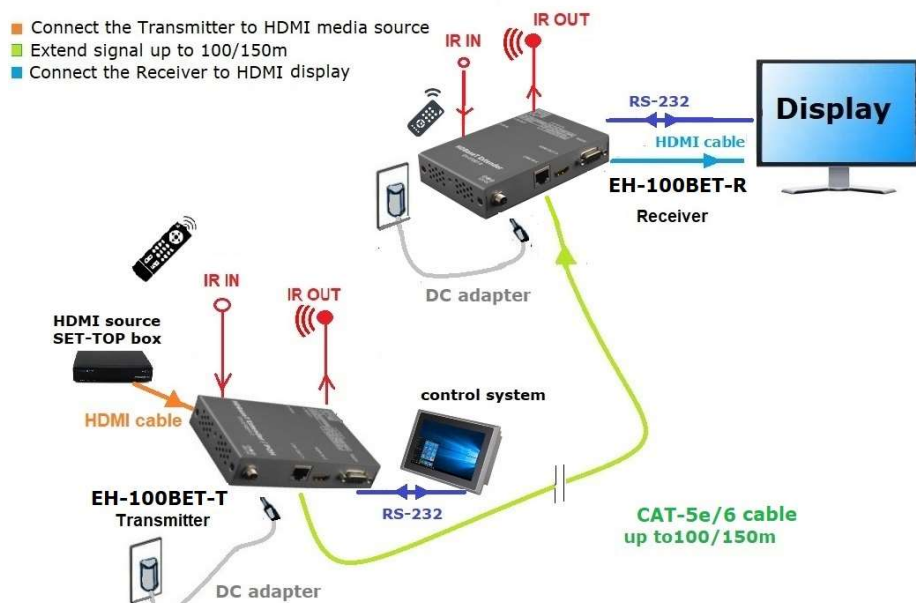 Connect the Transmitter to HDMI media source
Extend signal up to 100/150m
Connect the Receiver to HDMI display
IR IN
IR OUT
RS-232
Display
HDMI cable
EH-100BET-R
Receiver
DC adapter
IR IN
IR OUT
HDMI source
SET-TOP box
control system
HDMI cable
EH-100BET-T
Transmitter
RS-232
CAT-5e/6 cable
up to100/150m
DC adapter